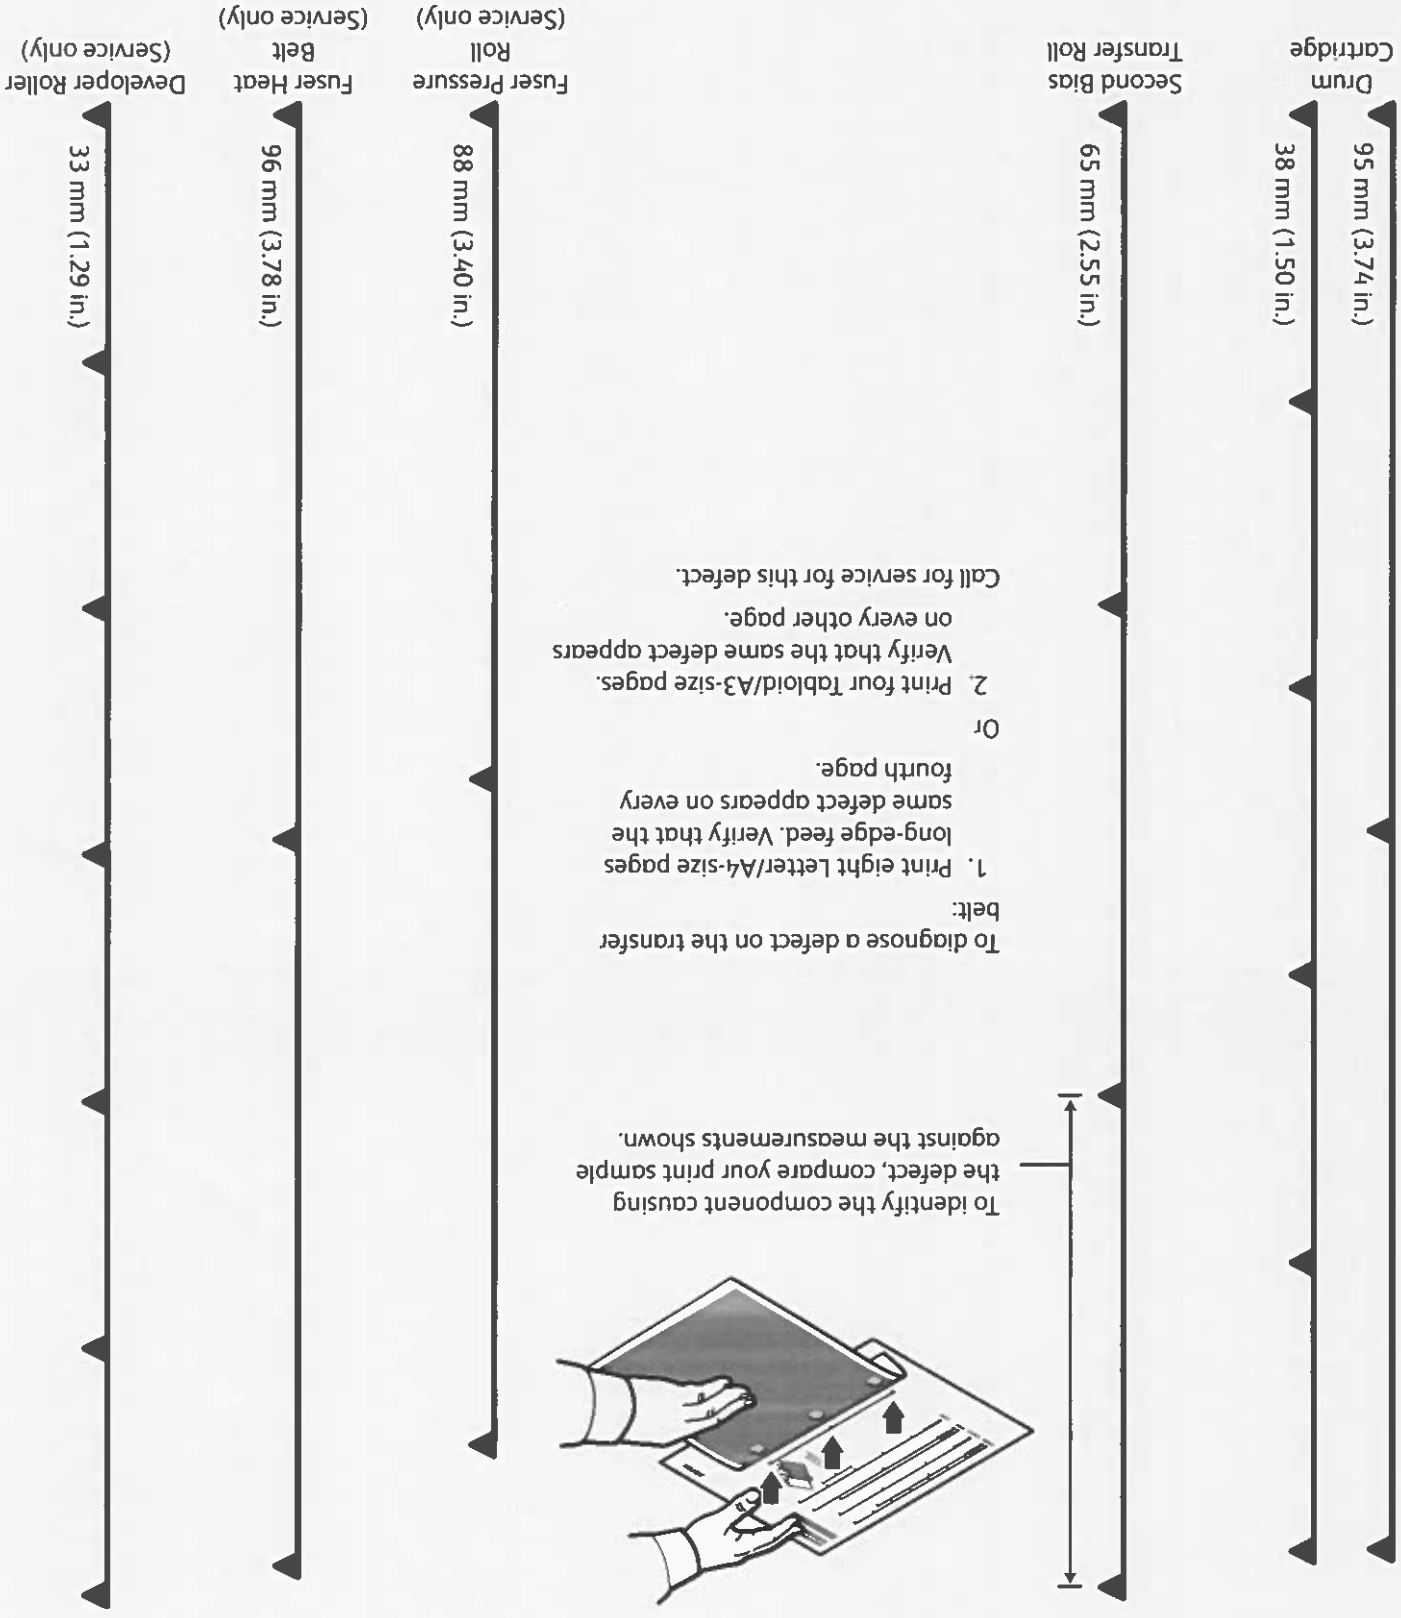 To identify the component causing
the defect, compare your print sample
against the measurements shown.
To diagnose a defect on the transfer
belt:
1. Print eight Letter/A4-size pages
long-edge feed. Verify that the
same defect appears on every
fourth page.
Or
2. Print four Tabloid/A3-size pages.
Verify that the same defect appears
on every other page.
Call for service for this defect.
95 mm (3.74 in.)
38 mm (1.50 in.)
65 mm (2.55 in.)
88 mm (3.40 in.)
96 mm (3.78 in.)
33 mm (1.29 in.)
Drum
Cartridge
Second Bias
Transfer Roll
Fuser Pressure
Roll
(Service only)
Fuser Heat
Belt
(Service only)
Developer Roller
(Service only)